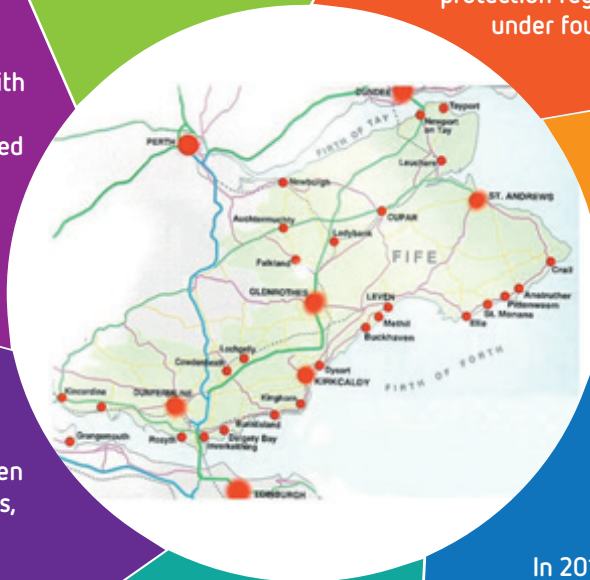 protection reg
under fou
ith
ed
DUNDEE
Tayport
Newport
on Tay
FIRTH OF TAY
PERTH
Leuchars
Newburgh
ST. ANDREWS
Auchtermuchty
CUPAR
Ladybank
FIFE
Falkland
Crail
GLENROTHES
LEVEN
Anstruther
Pittenweem
St. Monans
Methil
Elie
Buckhaven
Lochgelly
Cowdenbeath
Dysart
KIRKCALDY
FIRTH OF FORTH
Kincardine
DUNFERMLINE
Kinghorn
Burntisland
Grangemouth
Rosyth
Dalgety Bay
Inverkeithing
EDINBURGH
en
s,
In 201